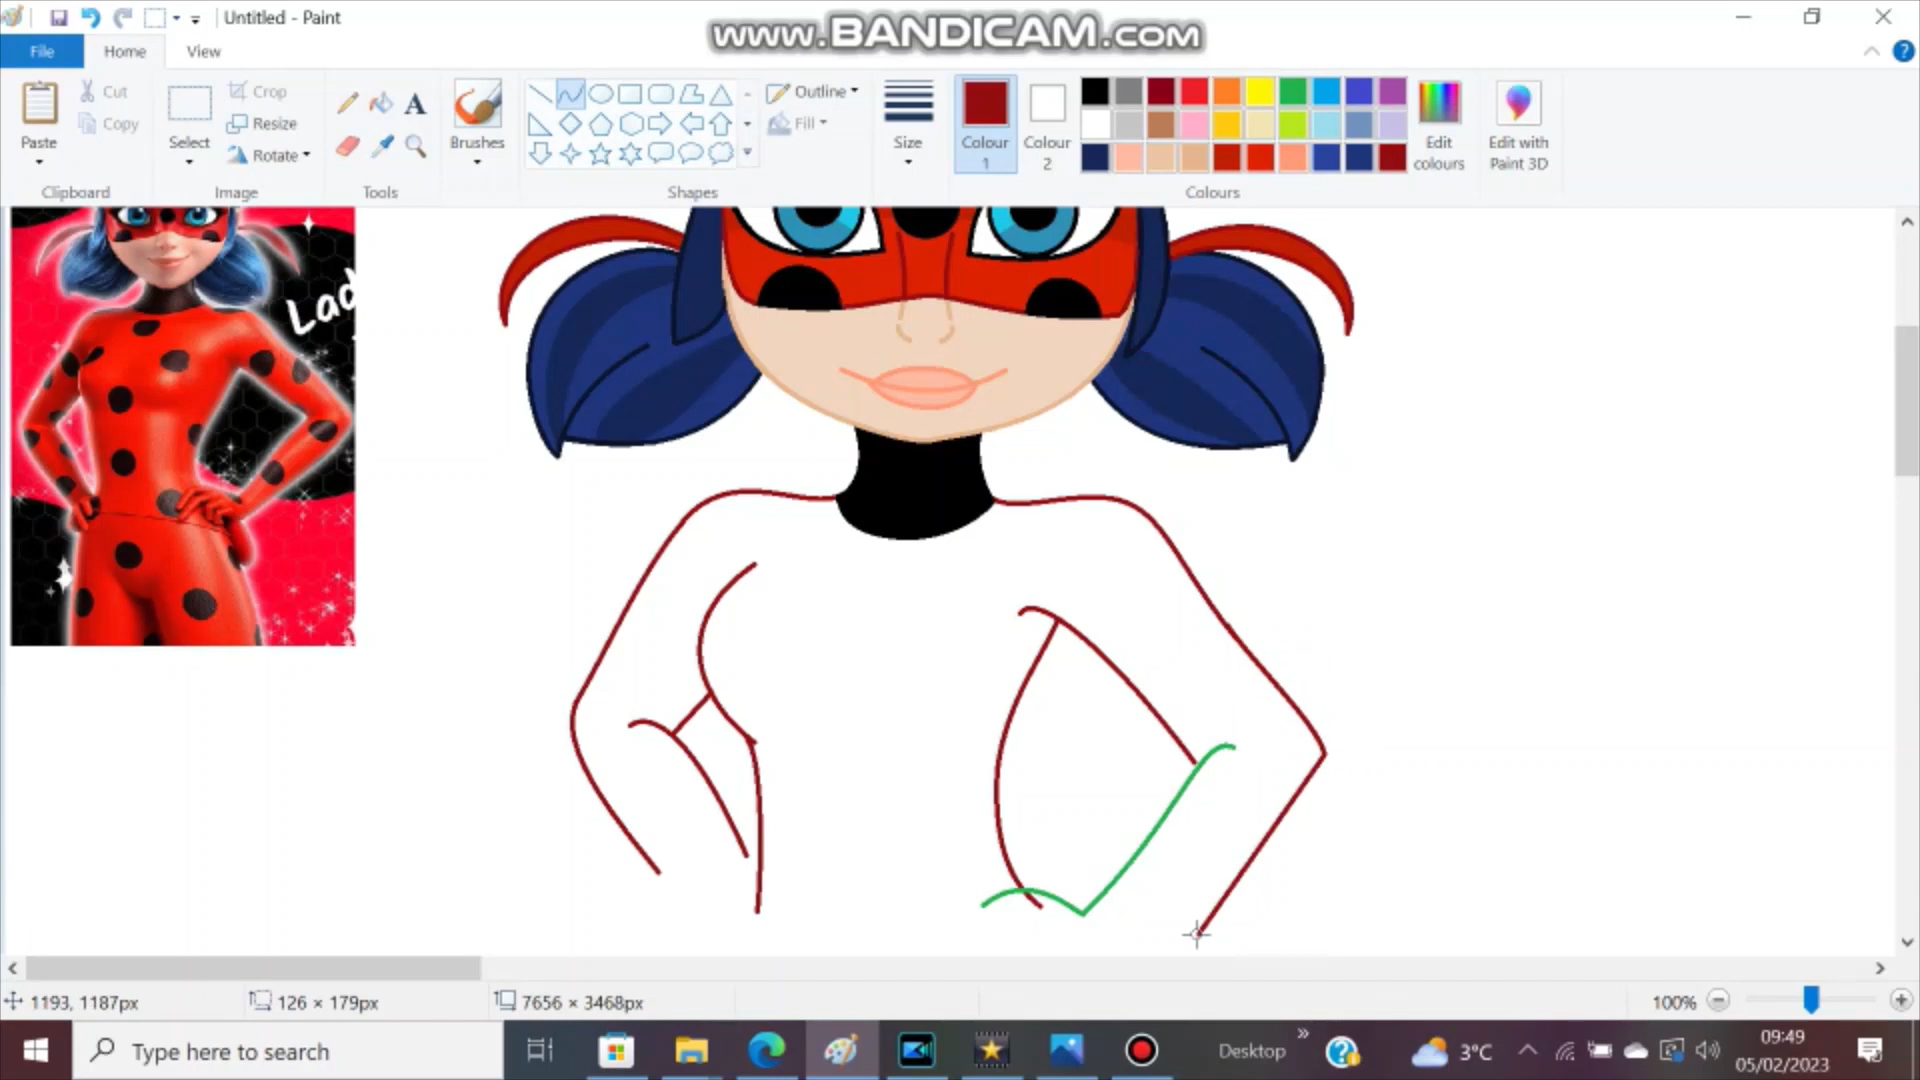 Untitled - Paint
www.BANDICAM.com
File
Home
View
Paste
Cut
Copy
Clipboard
Select
Crop
Resize
Rotate
Image
A
Tools
Brushes
Outline
Fill
Shapes
Size
Colour
1
Colour
2
Edit
colours
Edit with
Paint 3D
Colours
Lad
1193, 1187px
126 × 179px
7656 × 3468px
100%
Type here to search
Desktop
3°C
09:49
05/02/2023